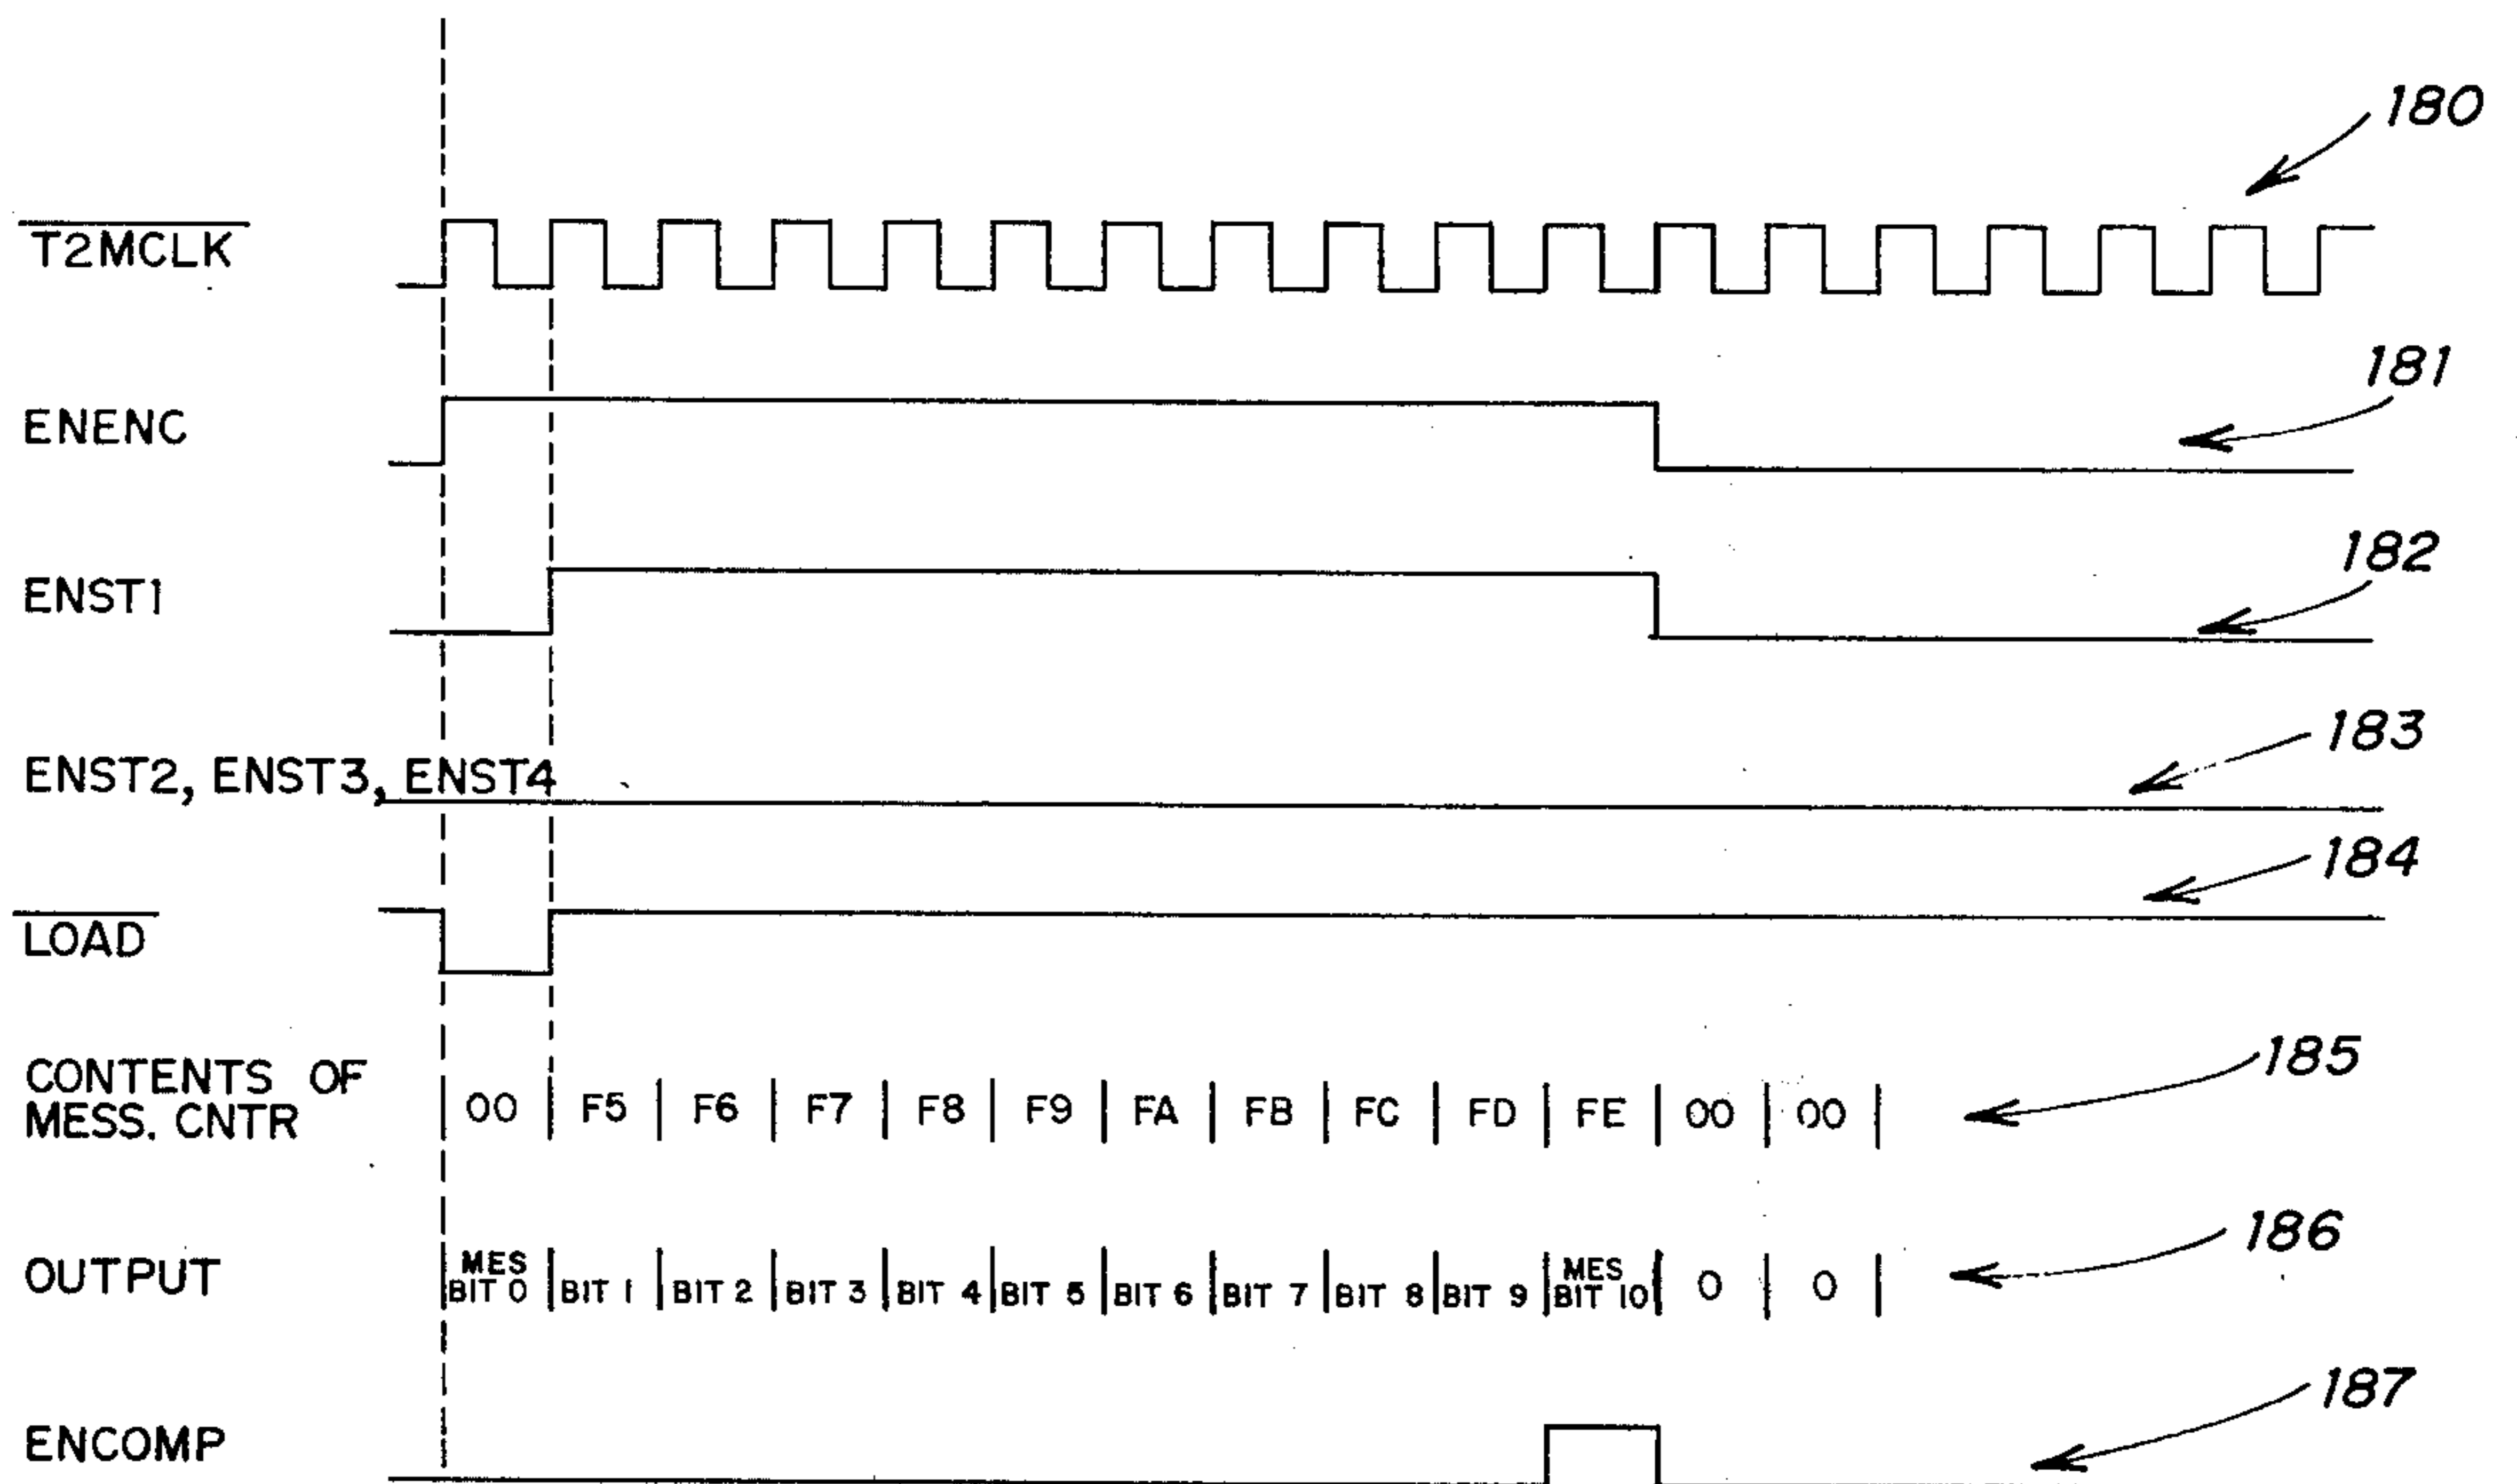 180
T2MCLK
181
ENENC
182
ENST1
183
ENST2, ENST3, ENST4
184
LOAD
185
CONTENTS OF
MESS. CNTR
00 F5 F6 F7 F8 F9 FA FB FC FD FE 00 00
186
OUTPUT
MES BIT 0 BIT 1 BIT 2 BIT 3 BIT 4 BIT 5 BIT 6 BIT 7 BIT 8 BIT 9 MES BIT 10 0 0
187
ENCOMP